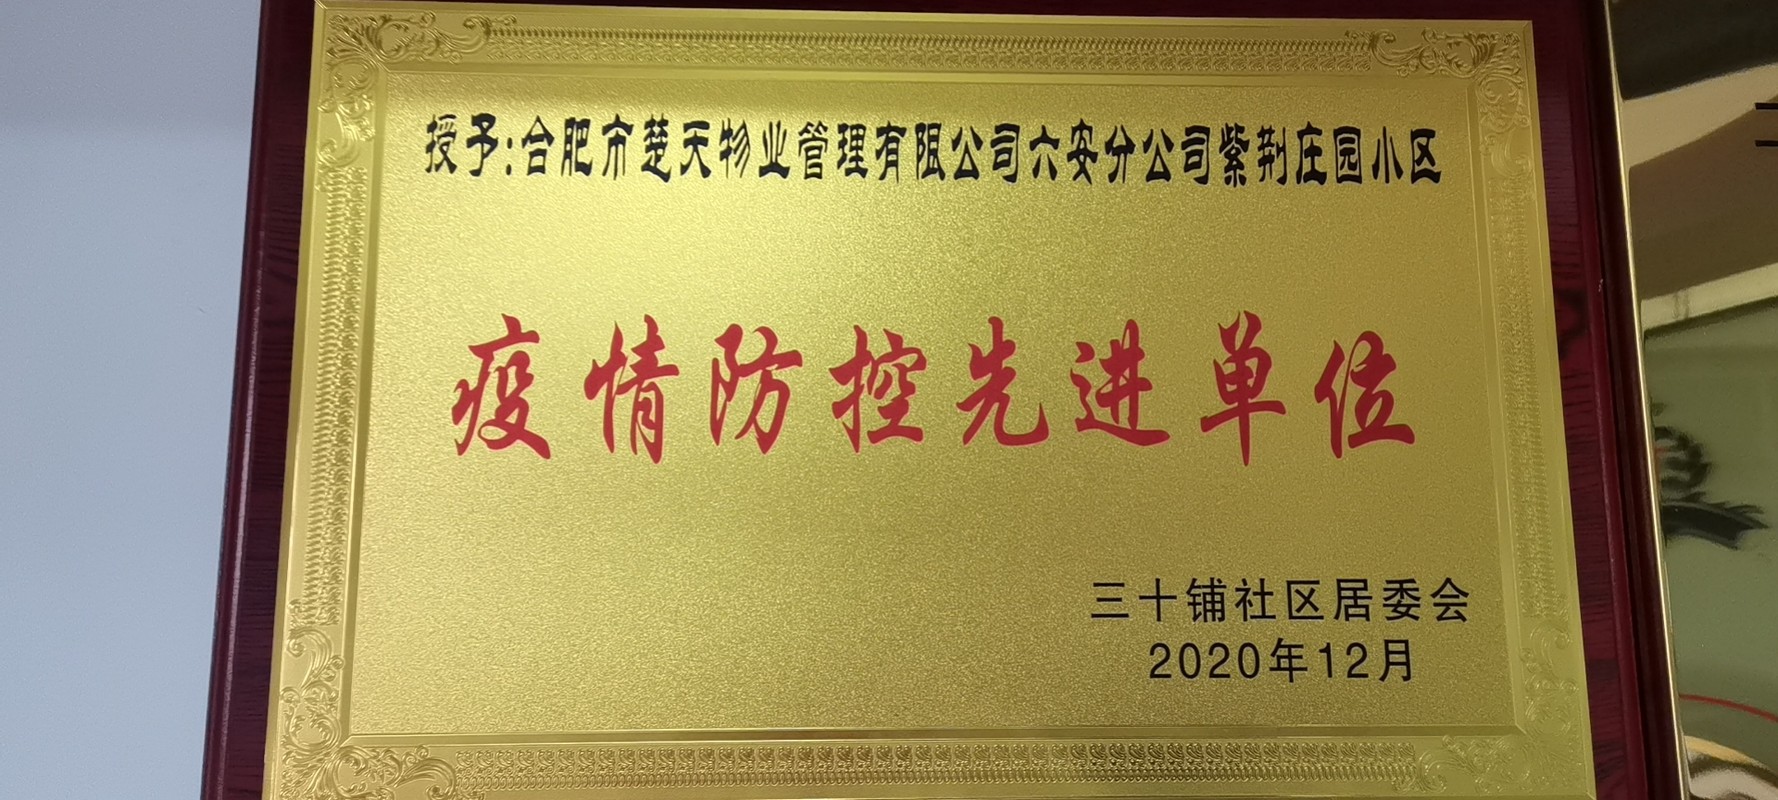 授予:合肥市楚天物业管理有限公司六安分公司紫荆庄园小区
疫情防控先进单位
三十铺社区居委会
2020年12月